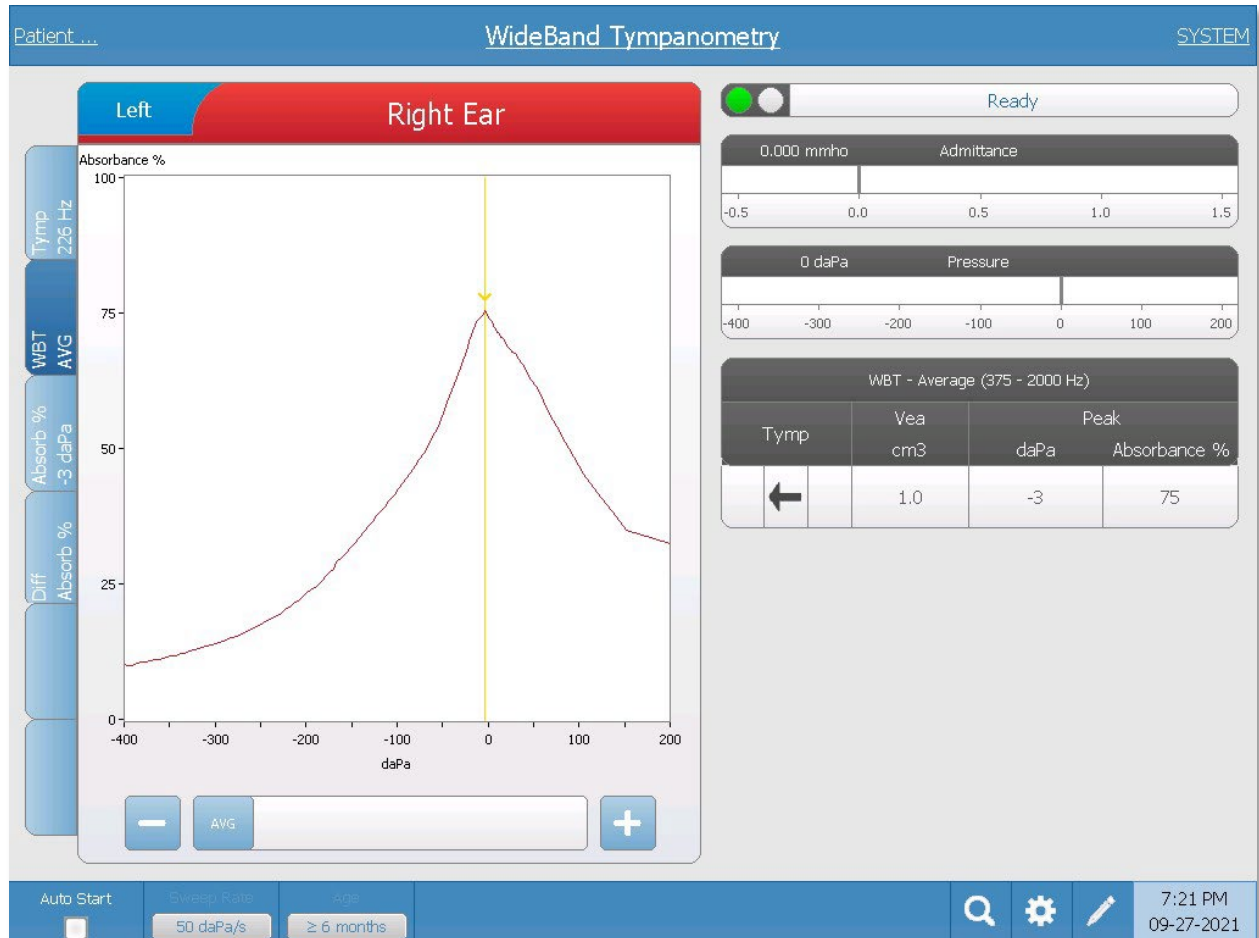 Patient ...
WideBand Tympanometry
SYSTEM
Left
Right Ear
Tymp
226 Hz
WBT
AVG
Absorb %
-3 daPa
Diff
Absorb %
Absorbance %
100
75
50
25
0
-400 -300 -200 -100 0 100 200
daPa
AVG
Ready
0.000 mmho Admittance
-0.5 0.0 0.5 1.0 1.5
0 daPa Pressure
-400 -300 -200 -100 0 100 200
WBT - Average (375 - 2000 Hz)
Tymp Vea Peak
cm3 daPa Absorbance %
1.0 -3 75
Auto Start
Sweep Rate
50 daPa/s
Age
≥ 6 months
7:21 PM
09-27-2021